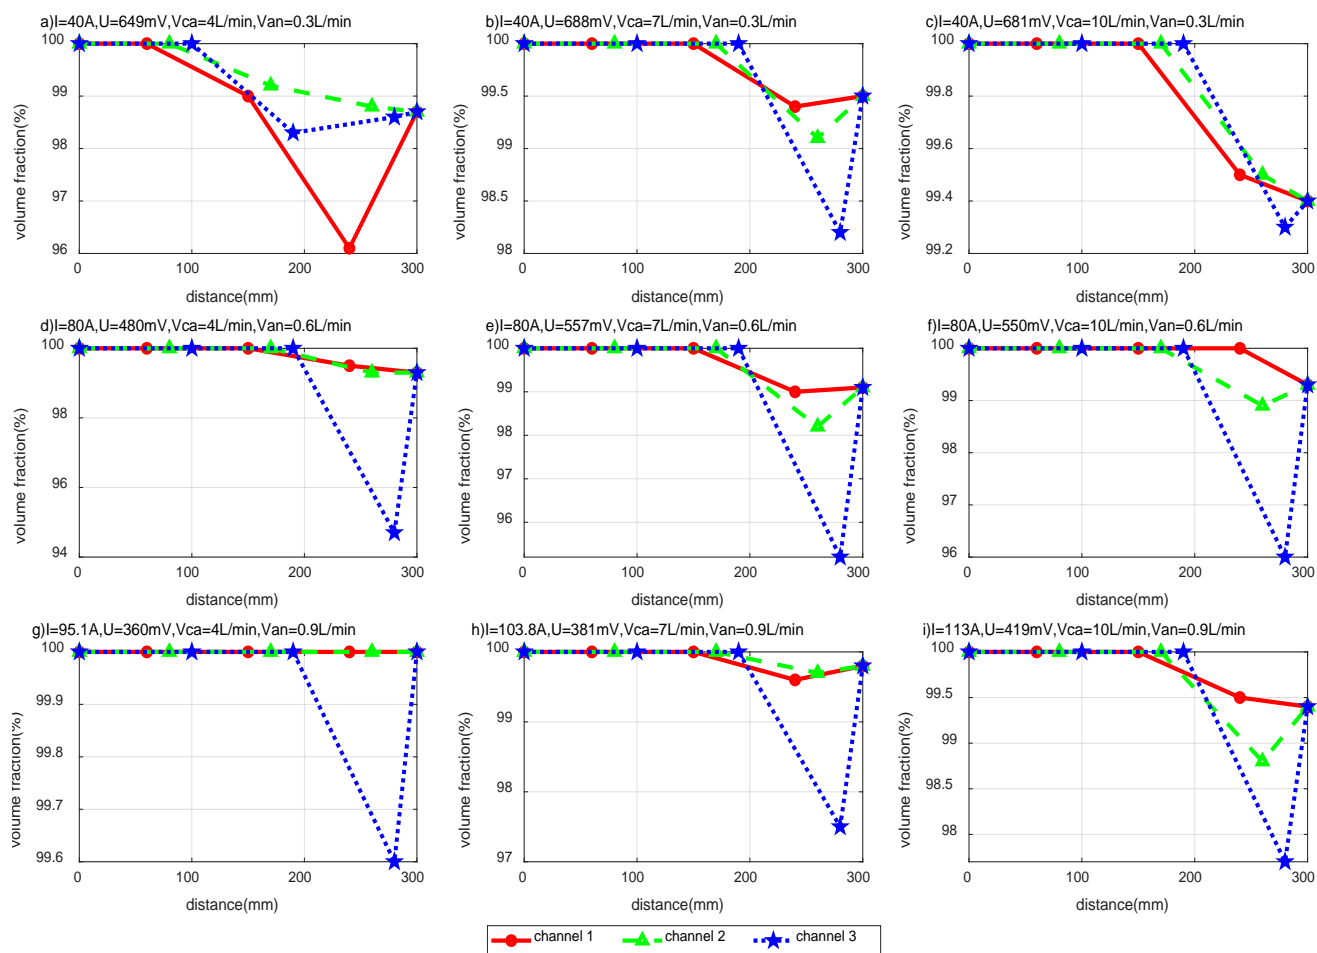 a)I=40A,U=649mV,Vca=4L/min,Van=0.3L/min
b)I=40A,U=688mV,Vca=7L/min,Van=0.3L/min
c)I=40A,U=681mV,Vca=10L/min,Van=0.3L/min
volume fraction(%)
100
99
98
97
96
0
100
200
300
distance(mm)
volume fraction(%)
100
99.5
99
98.5
98
0
100
200
300
distance(mm)
volume fraction(%)
100
99.8
99.6
99.4
99.2
0
100
200
300
distance(mm)
d)I=80A,U=480mV,Vca=4L/min,Van=0.6L/min
e)I=80A,U=557mV,Vca=7L/min,Van=0.6L/min
f)I=80A,U=550mV,Vca=10L/min,Van=0.6L/min
volume fraction(%)
100
98
96
94
0
100
200
300
distance(mm)
volume fraction(%)
100
99
98
97
96
0
100
200
300
distance(mm)
volume fraction(%)
100
99
98
97
96
0
100
200
300
distance(mm)
g)I=95.1A,U=360mV,Vca=4L/min,Van=0.9L/min
h)I=103.8A,U=381mV,Vca=7L/min,Van=0.9L/min
i)I=113A,U=419mV,Vca=10L/min,Van=0.9L/min
volume fraction(%)
100
99.9
99.8
99.7
99.6
0
100
200
300
distance(mm)
volume fraction(%)
100
99
98
97
0
100
200
300
distance(mm)
volume fraction(%)
100
99.5
99
98.5
98
0
100
200
300
distance(mm)
channel 1
channel 2
channel 3